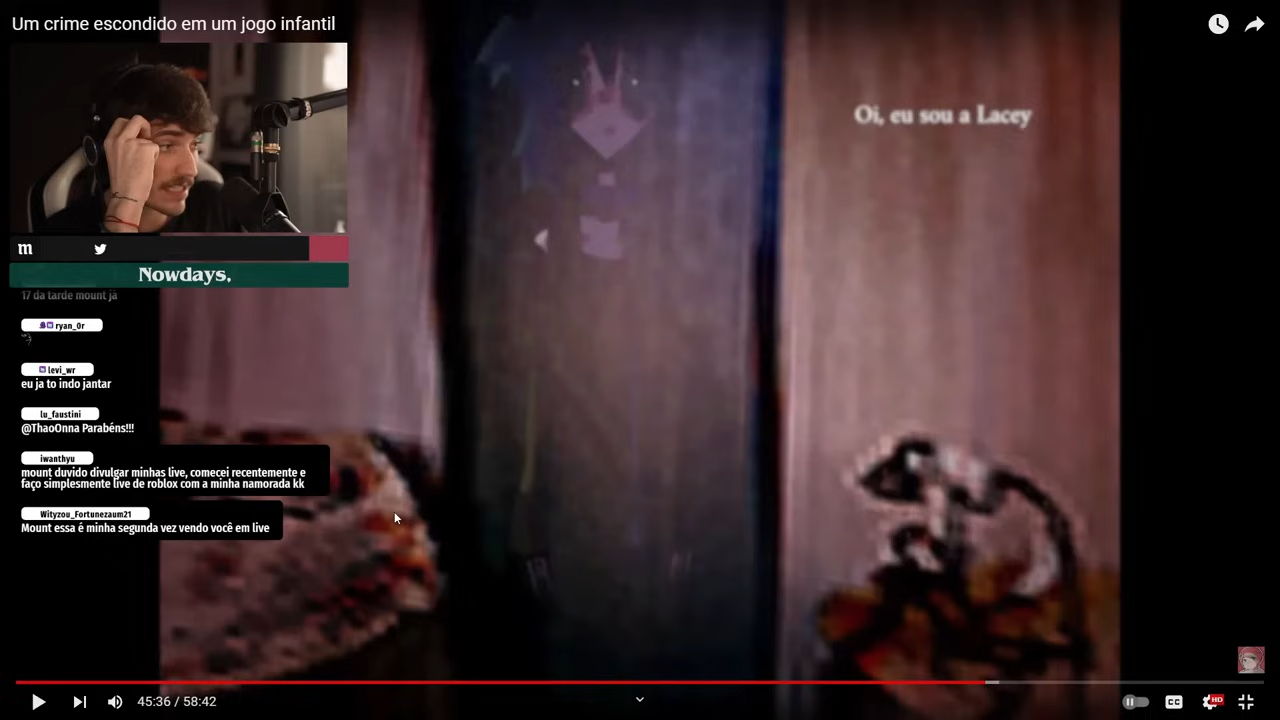 Um crime escondido em um jogo infantil
Oi, eu sou a Lacey
m
Nowdays.
17 da tarde mount já
ryan_0r
levi_wr
eu ja to indo jantar
lu_faustini
@ThaoOnna Parabéns!!!
iwanthyu
mount duvido divulgar minhas live, comecei recentemente e
faço simplesmente live de roblox com a minha namorada kk
Wityzou_Fortunezaum21
Mount essa é minha segunda vez vendo você em live
45:36 / 58:42
CC
HD